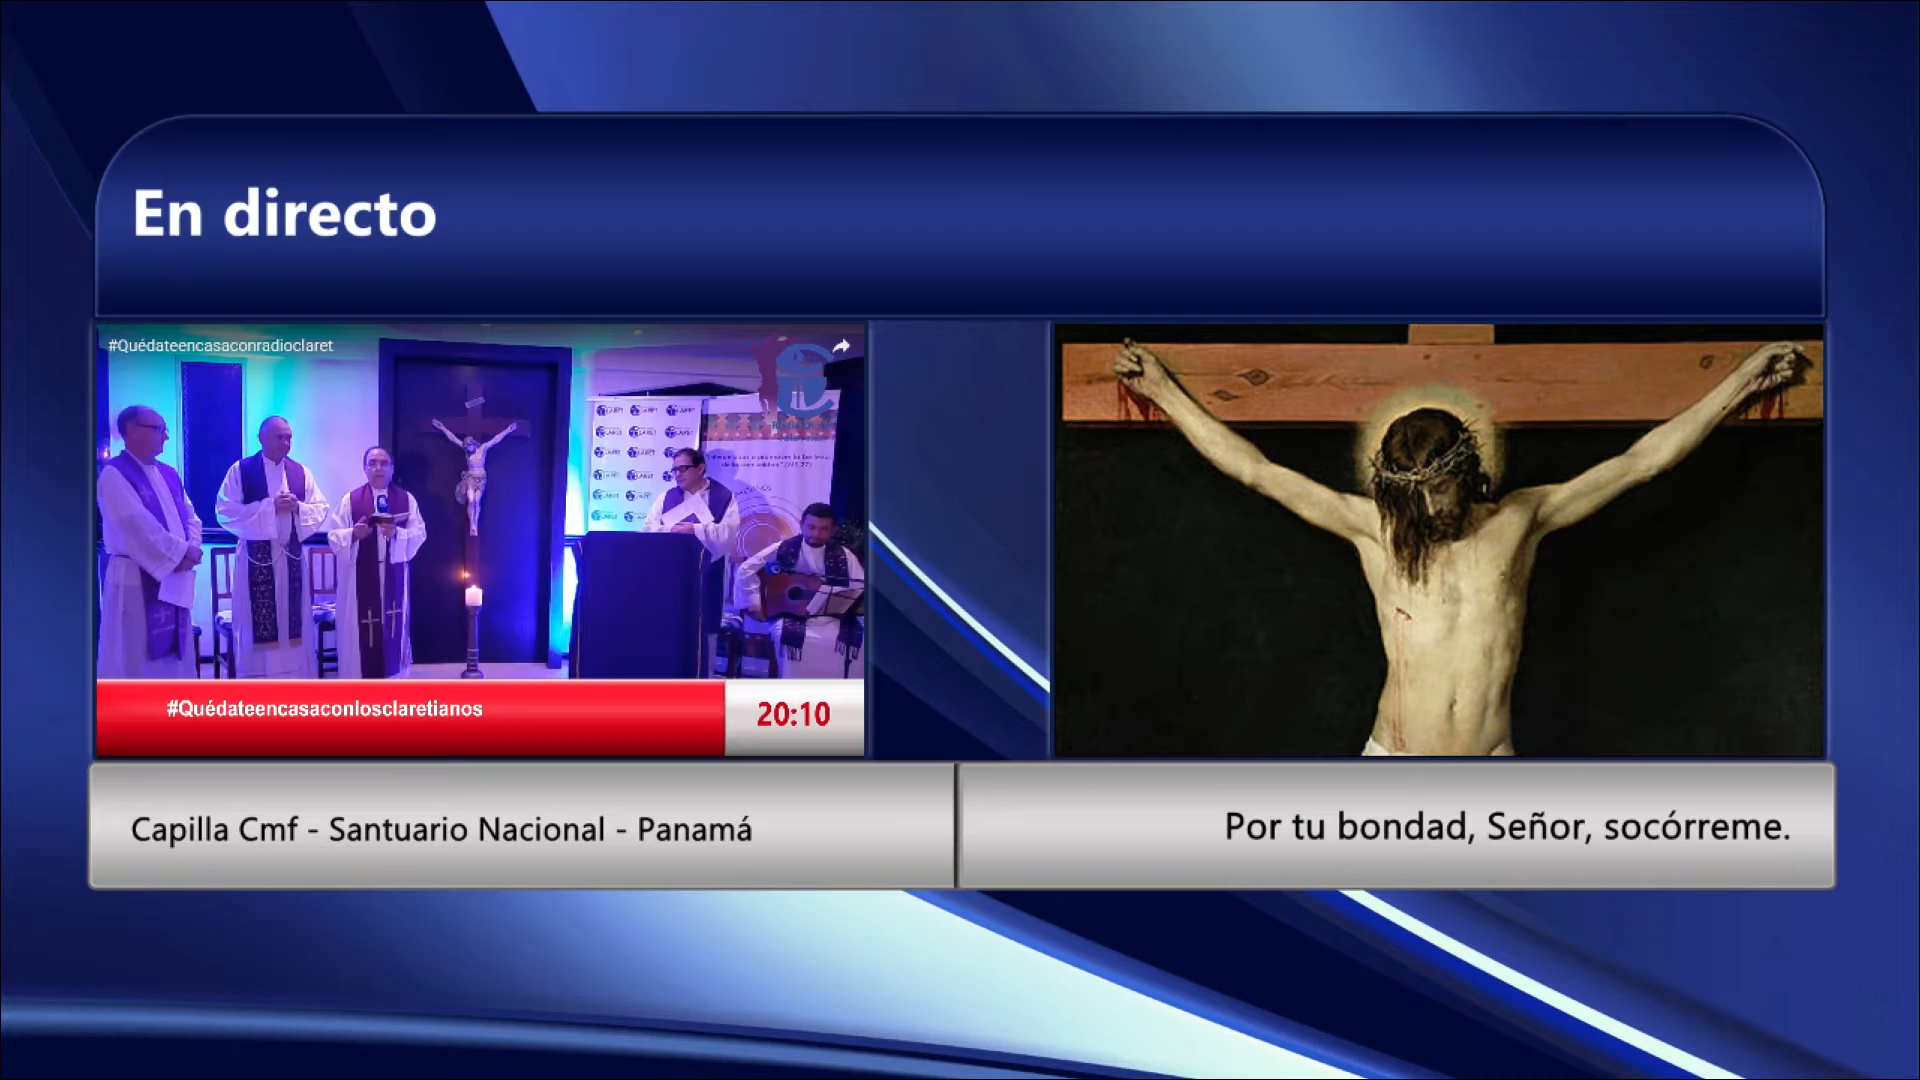 En directo
#Quédateencasaconradioclaret
#Quédateencasaconlosclaretianos
20:10
Capilla Cmf - Santuario Nacional - Panamá
Por tu bondad, Señor, socórreme.